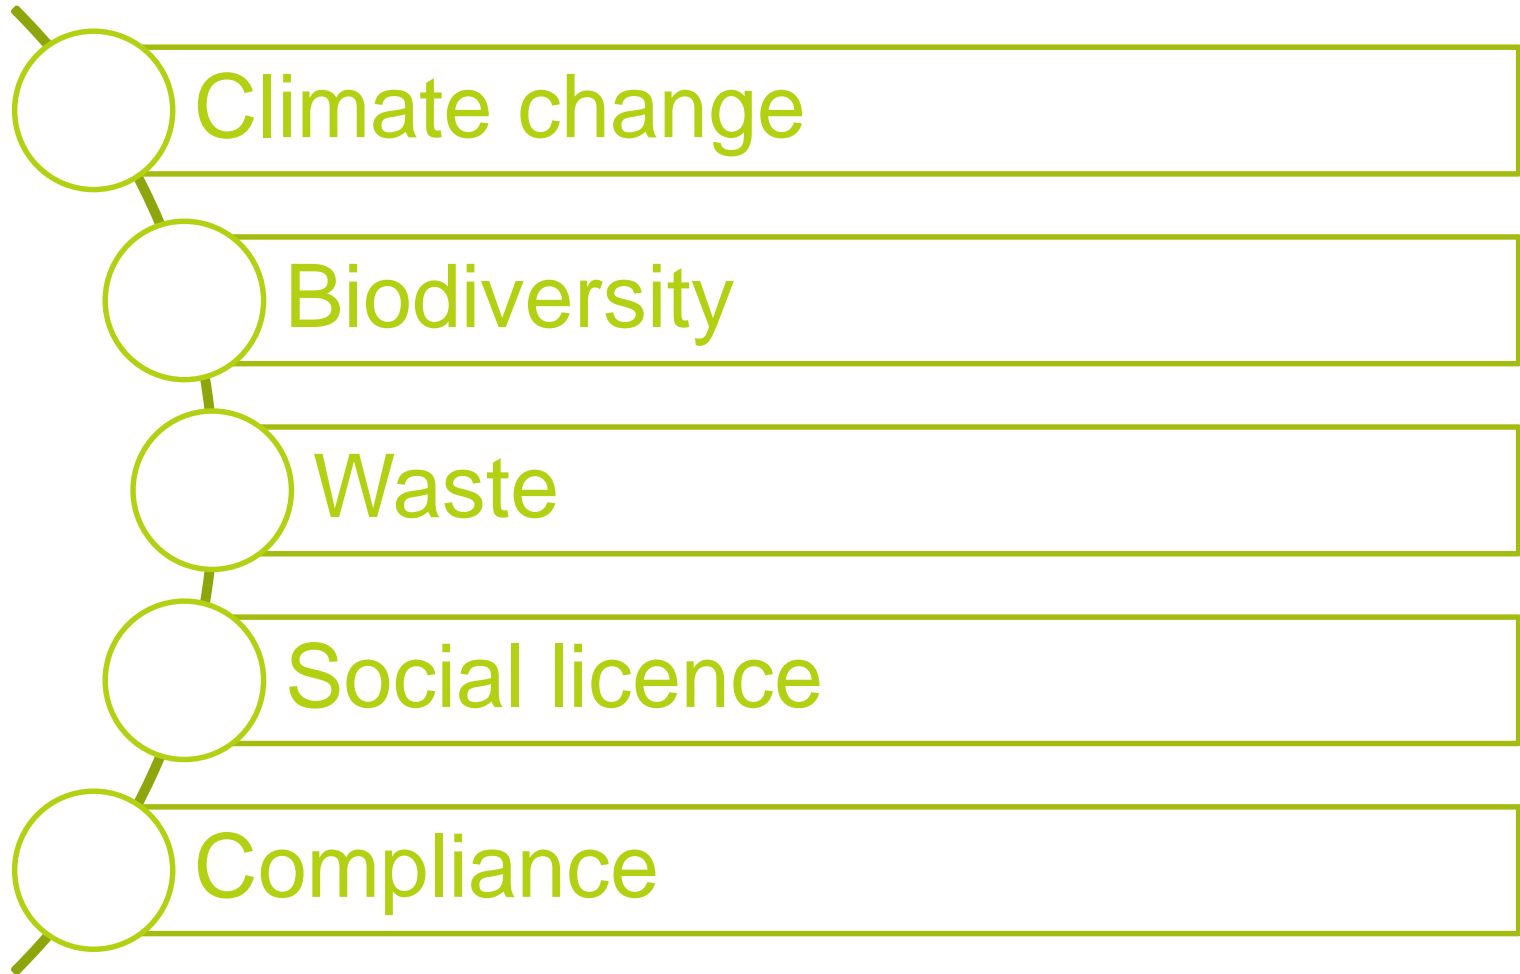 Climate change
Biodiversity
Waste
Social licence
Compliance